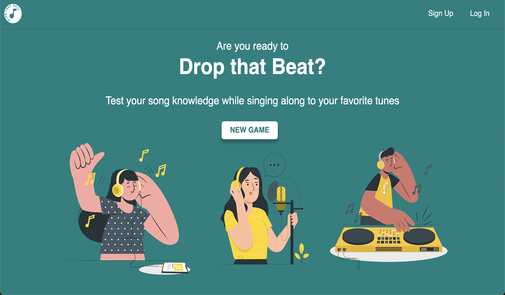 Sign Up
Log In
Are you ready to
Drop that Beat?
Test your song knowledge while singing along to your favorite tunes
NEW GAME